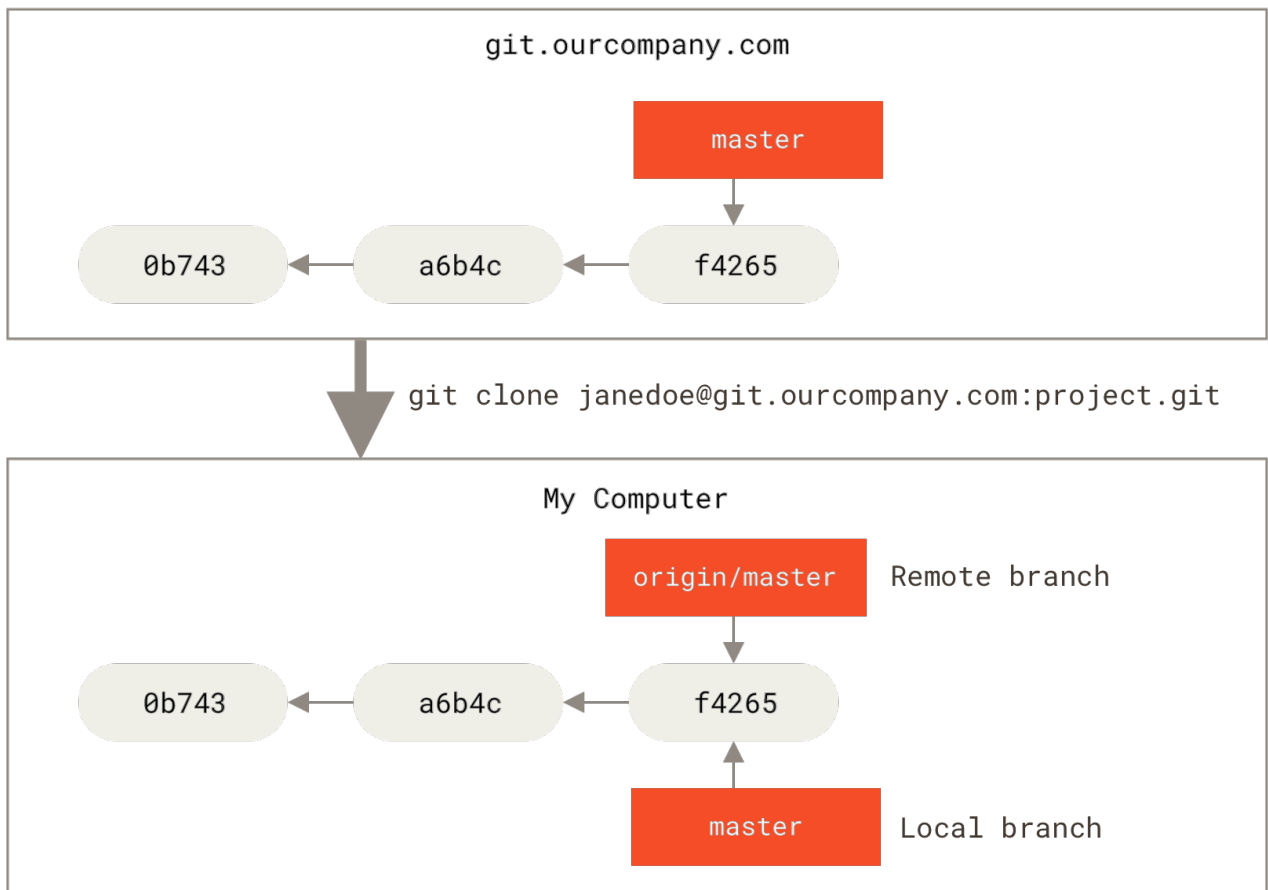 git.ourcompany.com
master
0b743 a6b4c f4265
git clone janedoe@git.ourcompany.com:project.git
My Computer
origin/master Remote branch
0b743 a6b4c f4265
master Local branch